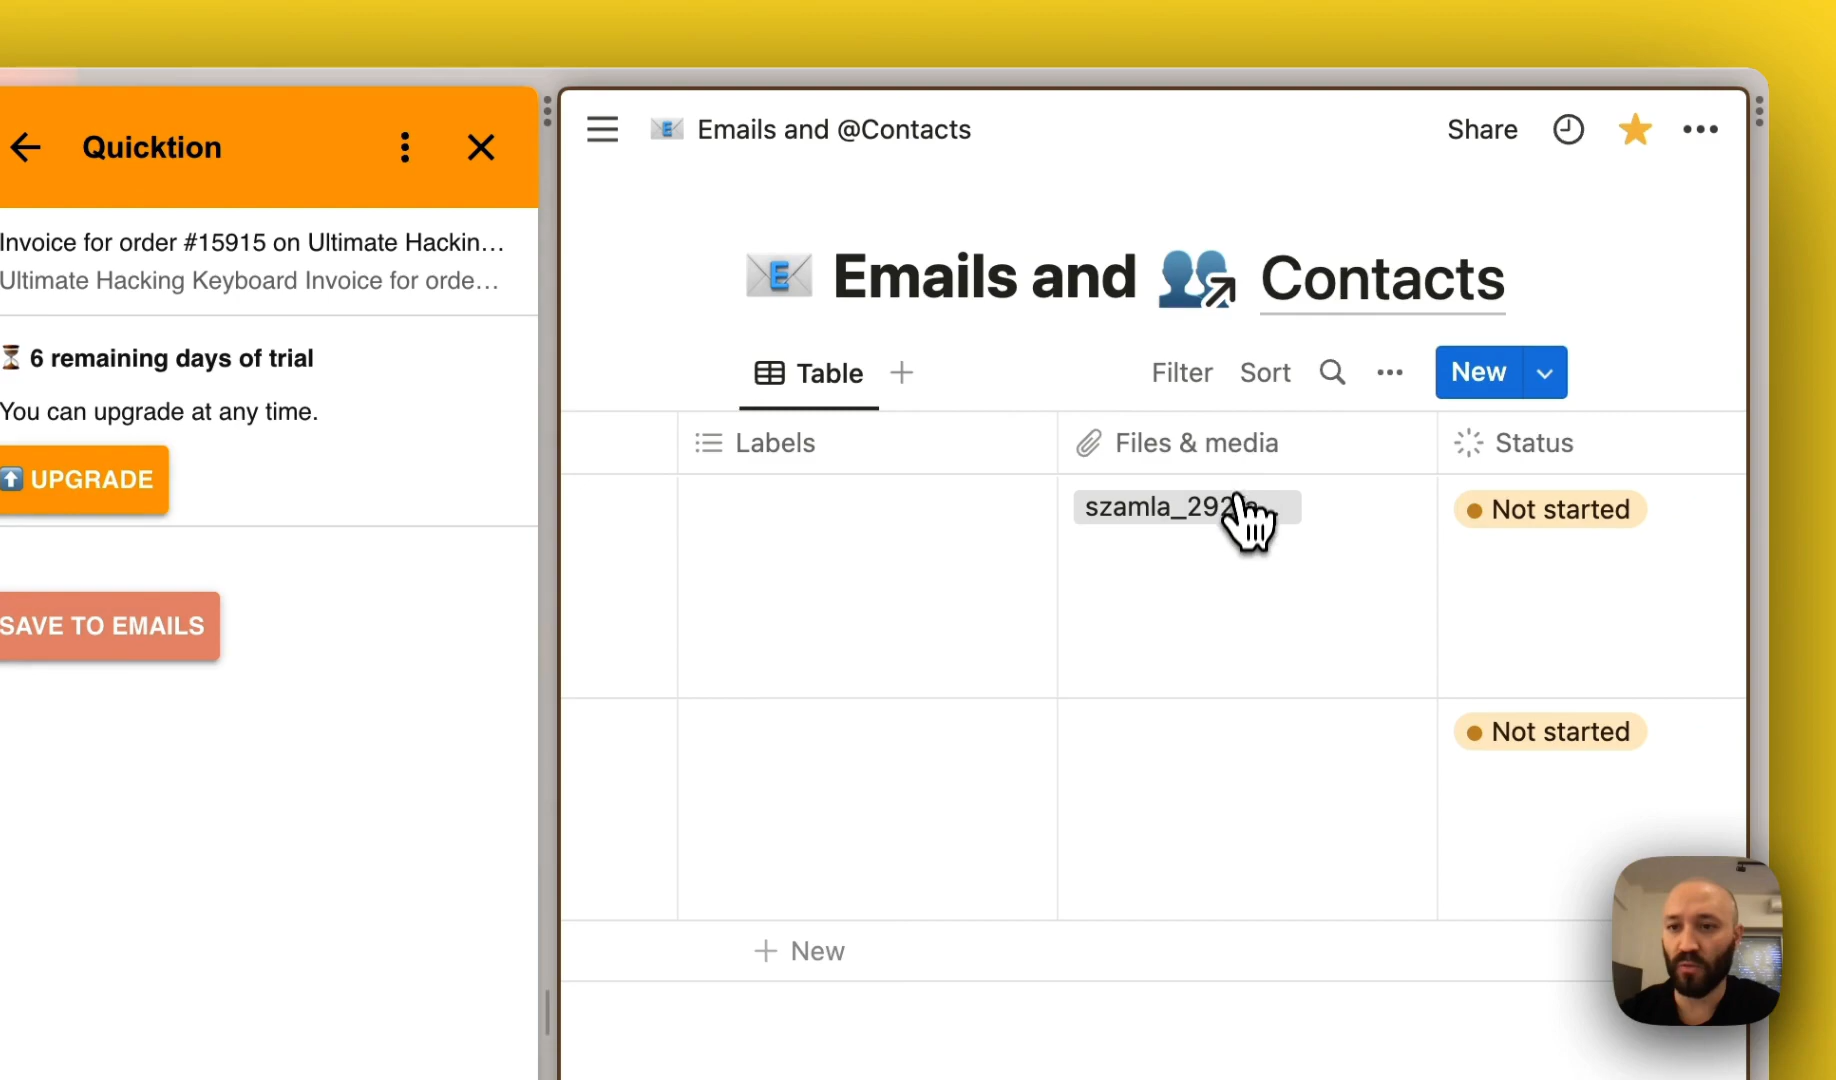 Quicktion
Invoice for order #15915 on Ultimate Hackin...
Ultimate Hacking Keyboard Invoice for orde...
6 remaining days of trial
You can upgrade at any time.
UPGRADE
SAVE TO EMAILS
Emails and @Contacts
Share
Emails and Contacts
Table
Filter Sort
New
Labels
Files & media
Status
Not started
Not started
New